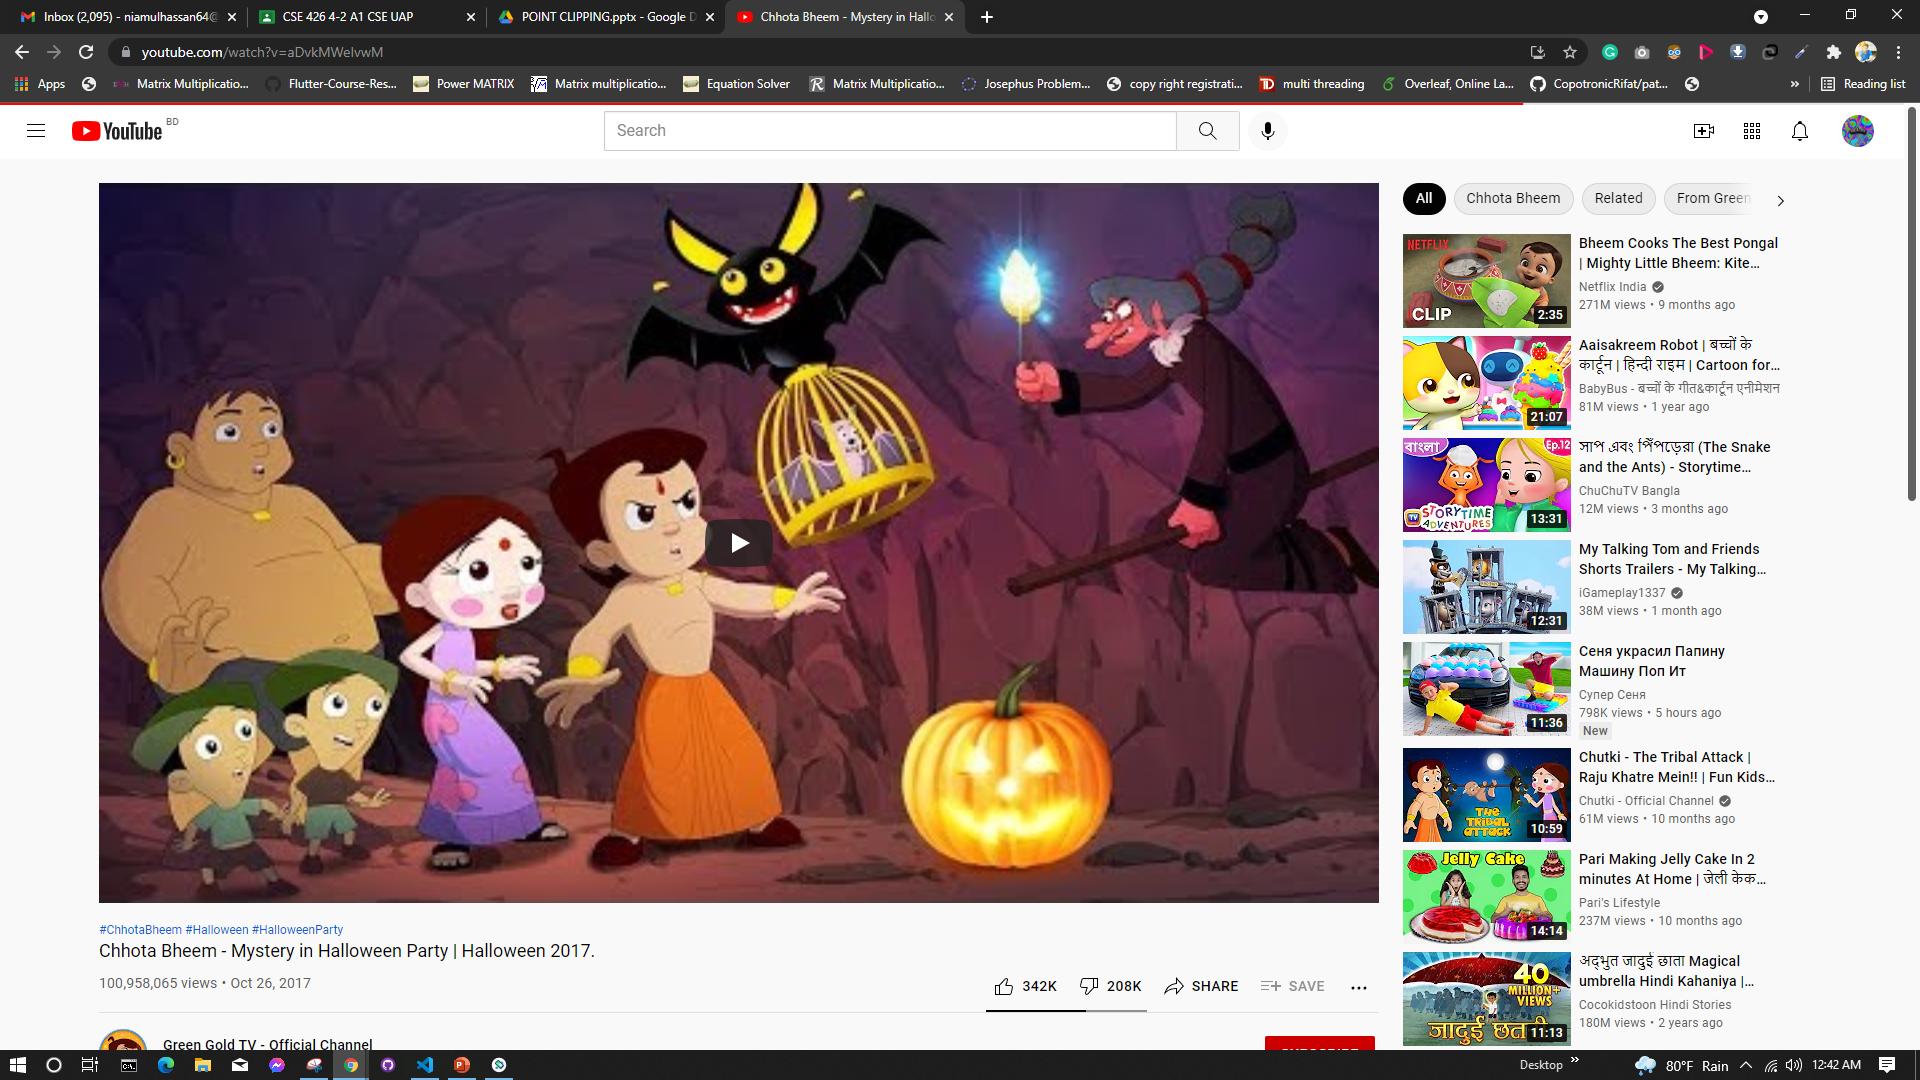 Inbox (2,095) - niamulhassan64@
CSE 426 4-2 A1 CSE UAP
POINT CLIPPING.pptx - Google D
Chhota Bheem - Mystery in Hallo
youtube.com/watch?v=aDvkMWelvwM
Apps
Matrix Multiplicatio...
Flutter-Course-Res...
Power MATRIX
Matrix multiplicatio...
Equation Solver
Matrix Multiplicatio...
Josephus Problem...
copy right registrati...
multi threading
Overleaf, Online La...
CopotronicRifat/pat...
Reading list
YouTube BD
Search
All
Chhota Bheem
Related
From Green
NETFLIX
CLIP
2:35
Bheem Cooks The Best Pongal
| Mighty Little Bheem: Kite...
Netflix India
271M views • 9 months ago
21:07
Aaisakreem Robot | बच्चों के
कार्टून | हिन्दी राइम | Cartoon for...
BabyBus - बच्चों के गीत&कार्टून एनीमेशन
81M views • 1 year ago
বাংলা
Ep.12
STORYTIME
ADVENTURES
13:31
সাপ এবং পিঁপড়েরা (The Snake
and the Ants) - Storytime...
ChuChuTV Bangla
12M views • 3 months ago
12:31
My Talking Tom and Friends
Shorts Trailers - My Talking...
iGameplay1337
38M views • 1 month ago
11:36
Сеня украсил Папину
Машину Поп Ит
Супер Сеня
798K views • 5 hours ago
New
THE
TRIBAL
ATTACK
10:59
Chutki - The Tribal Attack |
Raju Khatre Mein!! | Fun Kids...
Chutki - Official Channel
61M views • 10 months ago
Jelly Cake
14:14
Pari Making Jelly Cake In 2
minutes At Home | जेली केक...
Pari's Lifestyle
237M views • 10 months ago
40
MILLION+
VIEWS
11:13
अद्भुत जादुई छाता Magical
umbrella Hindi Kahaniya |...
Cocokidstoon Hindi Stories
180M views • 2 years ago
#ChhotaBheem #Halloween #HalloweenParty
Chhota Bheem - Mystery in Halloween Party | Halloween 2017.
100,958,065 views • Oct 26, 2017
342K
208K
SHARE
SAVE
Green Gold TV - Official Channel
Desktop
80°F Rain
12:42 AM